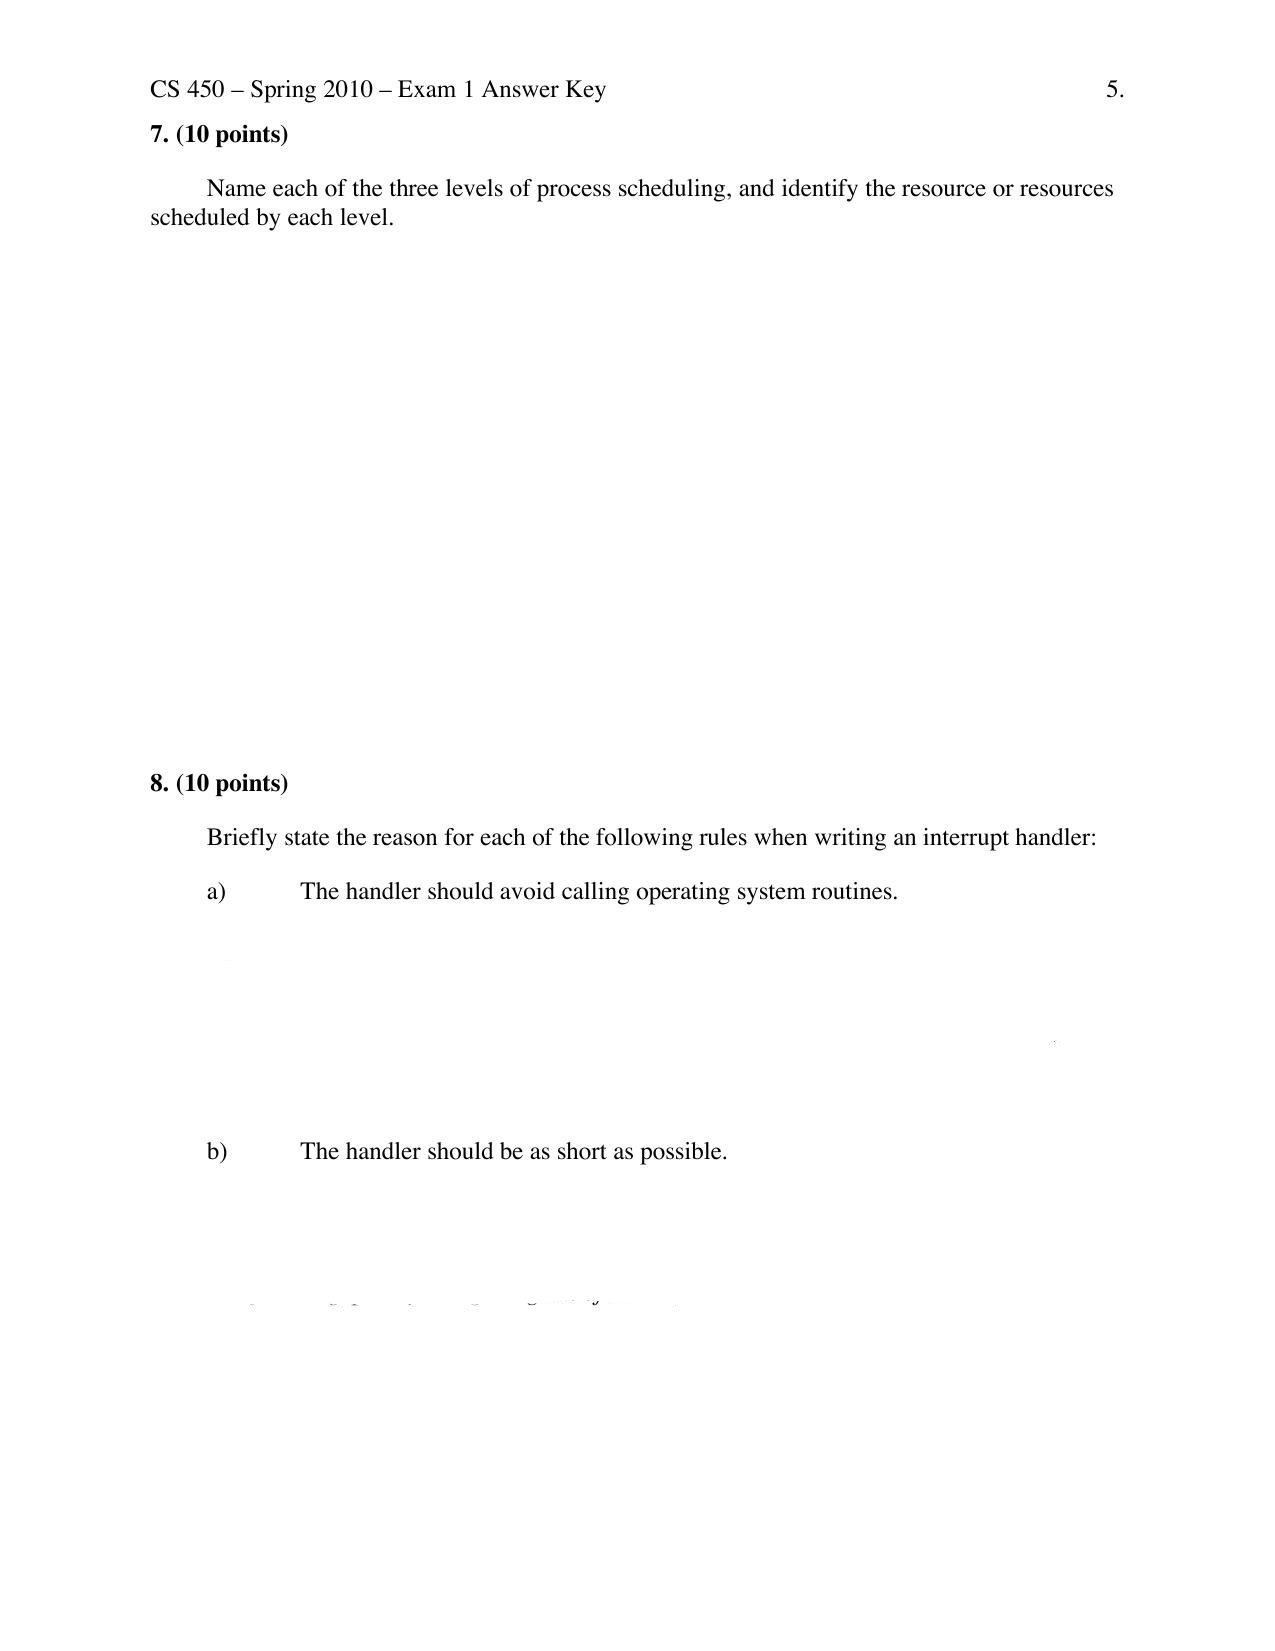 CS 450 – Spring 2010 – Exam 1 Answer Key 5.
7. (10 points)
Name each of the three levels of process scheduling, and identify the resource or resources
scheduled by each level.
8. (10 points)
Briefly state the reason for each of the following rules when writing an interrupt handler:
a) The handler should avoid calling operating system routines.
b) The handler should be as short as possible.